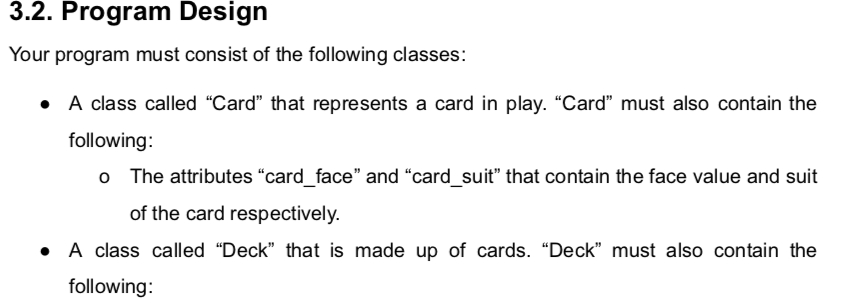 3.2. Program Design
Your program must consist of the following classes:
● A class called “Card” that represents a card in play. “Card” must also contain the
following:
o The attributes “card_face” and “card_suit” that contain the face value and suit
of the card respectively.
● A class called “Deck” that is made up of cards. “Deck” must also contain the
following: